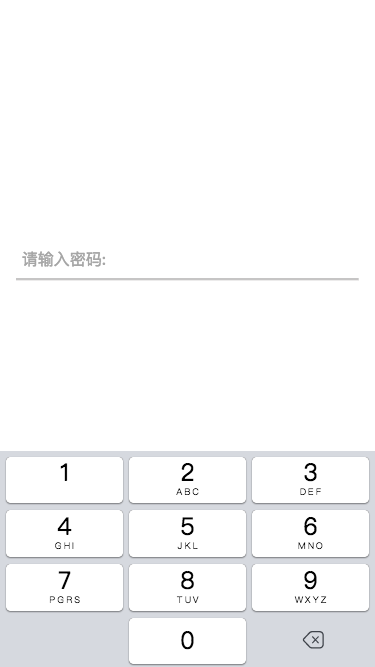 请输入密码:
1 2 3
ABC DEF
4 5 6
GHI JKL MNO
7 8 9
PGRS TUV WXYZ
0